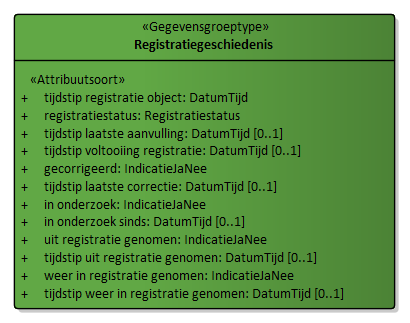 «Gegevensgroeptype»
Registratiegeschiedenis
«Attribuutsoort»
+ tijdstip registratie object: DatumTijd
+ registratiestatus: Registratiestatus
+ tijdstip laatste aanvulling: DatumTijd [0..1]
+ tijdstip voltooiing registratie: DatumTijd [0..1]
+ gecorrigeerd: IndicatieJaNee
+ tijdstip laatste correctie: DatumTijd [0..1]
+ in onderzoek: IndicatieJaNee
+ in onderzoek sinds: DatumTijd [0..1]
+ uit registratie genomen: IndicatieJaNee
+ tijdstip uit registratie genomen: DatumTijd [0..1]
+ weer in registratie genomen: IndicatieJaNee
+ tijdstip weer in registratie genomen: DatumTijd [0..1]